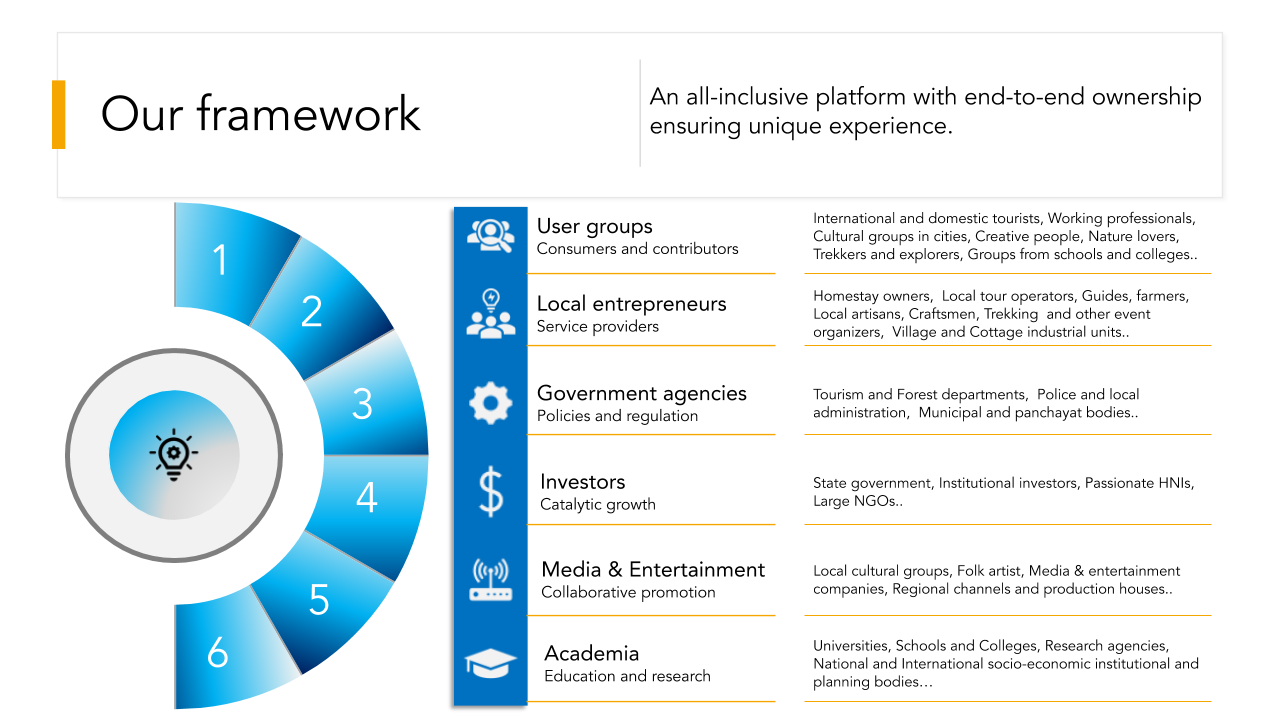 Our framework
An all-inclusive platform with end-to-end ownership
ensuring unique experience.
1
2
3
4
5
6
User groups
Consumers and contributors
International and domestic tourists, Working professionals,
Cultural groups in cities, Creative people, Nature lovers,
Trekkers and explorers, Groups from schools and colleges..
Local entrepreneurs
Service providers
Homestay owners,  Local tour operators, Guides, farmers,
Local artisans, Craftsmen, Trekking  and other event
organizers,  Village and Cottage industrial units..
Government agencies
Policies and regulation
Tourism and Forest departments,  Police and local
administration,  Municipal and panchayat bodies..
$
Investors
Catalytic growth
State government, Institutional investors, Passionate HNIs,
Large NGOs..
Media & Entertainment
Collaborative promotion
Local cultural groups, Folk artist, Media & entertainment
companies, Regional channels and production houses..
Academia
Education and research
Universities, Schools and Colleges, Research agencies,
National and International socio-economic institutional and
planning bodies…